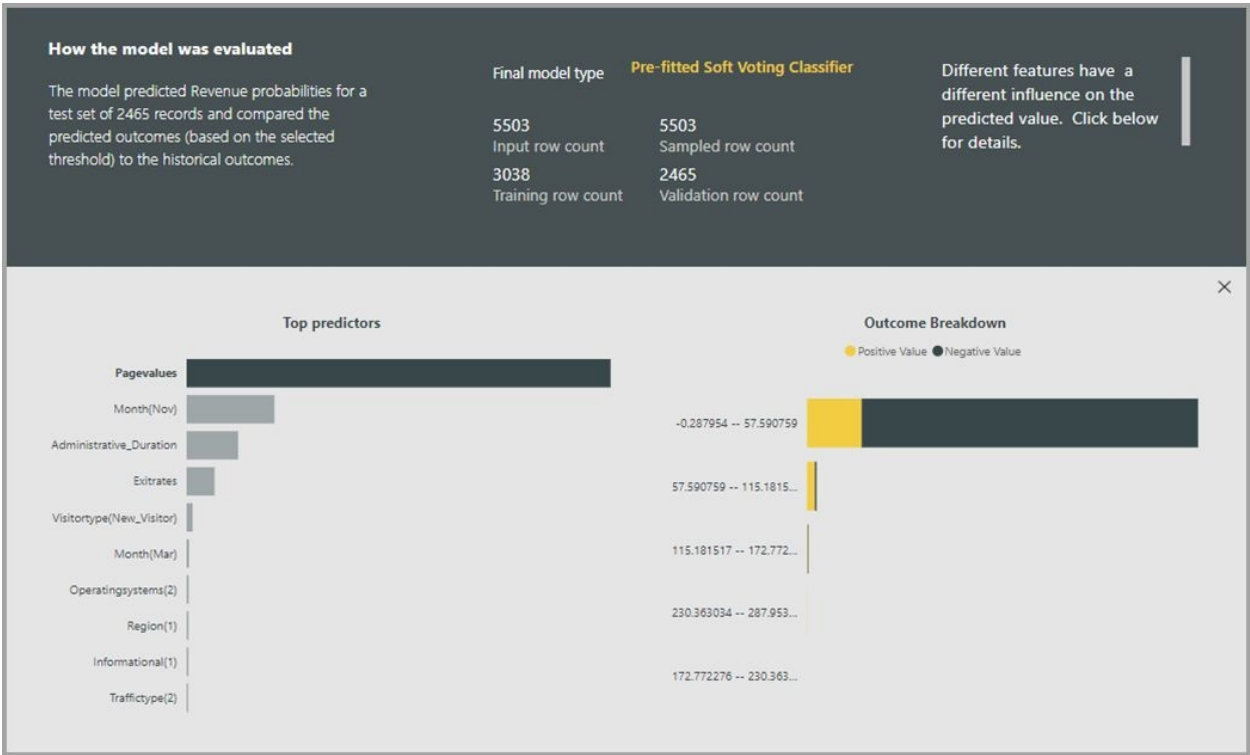 How the model was evaluated
The model predicted Revenue probabilities for a
test set of 2465 records and compared the
predicted outcomes (based on the selected
threshold) to the historical outcomes.
Final model type
Pre-fitted Soft Voting Classifier
5503
Input row count
5503
Sampled row count
3038
Training row count
2465
Validation row count
Different features have a
different influence on the
predicted value. Click below
for details.
Top predictors
Pagevalues
Month(Nov)
Administrative_Duration
Exitrates
Visitortype(New_Visitor)
Month(Mar)
Operatingsystems(2)
Region(1)
Informational(1)
Traffictype(2)
Outcome Breakdown
Positive Value Negative Value
-0.287954 -- 57.590759
57.590759 -- 115.1815...
115.181517 -- 172.772...
230.363034 -- 287.953...
172.772276 -- 230.363...